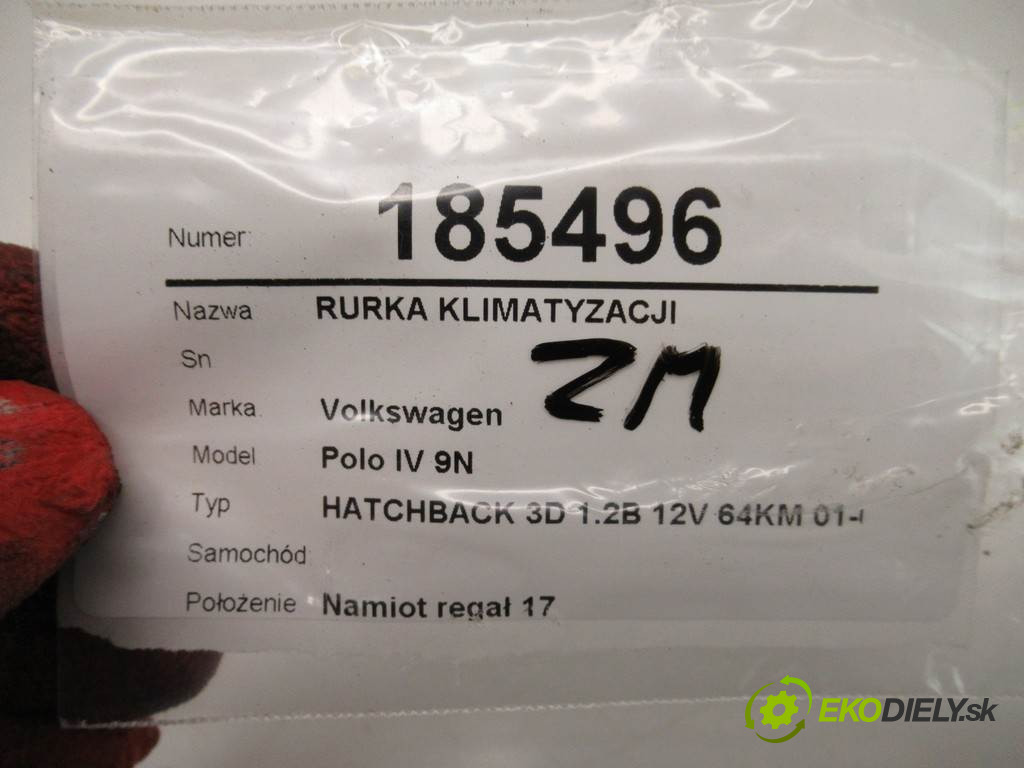 Numer: 185496
Nazwa RURKA KLIMATYZACJI
Sn
ZM
Marka Volkswagen
Model Polo IV 9N
Typ HATCHBACK 3D 1.2B 12V 64KM 01-
Samochód
Położenie Namiot regał 17
EKODIELY.sk